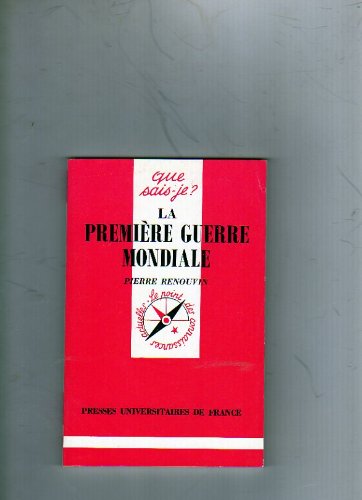 que
sais-je?
LA
PREMIÈRE GUERRE
MONDIALE
PIERRE RENOUVIN
le point des connaissances actuelles
PRESSES UNIVERSITAIRES DE FRANCE